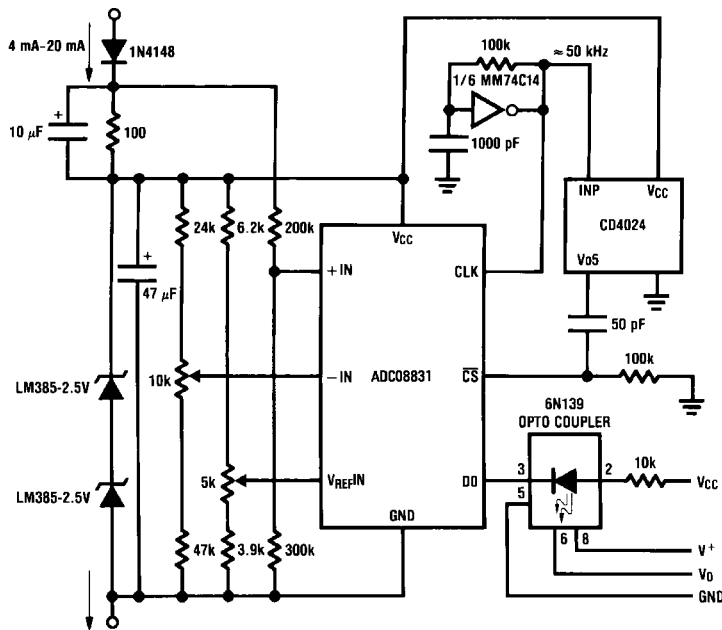 4 mA-20 mA
1N4148
100k
≈ 50 kHz
1/6 MM74C14
+
10 μF
100
1000 pF
INP
VCC
CD4024
VO5
24k
6.2k
200k
VCC
+
47 μF
+IN
CLK
50 pF
LM385-2.5V
10k
−IN
ADC08831
CS
100k
6N139
OPTO COUPLER
LM385-2.5V
5k
VREFIN
DO
3
2
10k
VCC
5
GND
47k
3.9k
300k
6
8
V+
VO
GND